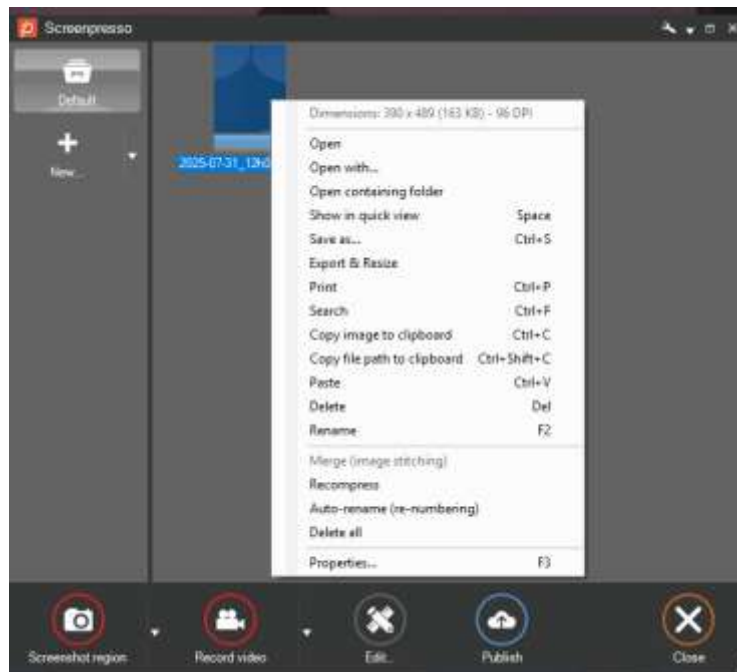 Screenpresso
Default
New...
2025-07-31_12h0
Dimensions: 390 x 489 (163 KB) - 96 DPI
Open
Open with...
Open containing folder
Show in quick view Space
Save as... Ctrl+S
Export & Resize
Print Ctrl+P
Search Ctrl+F
Copy image to clipboard Ctrl+C
Copy file path to clipboard Ctrl+Shift+C
Paste Ctrl+V
Delete Del
Rename F2
Merge (image stitching)
Recompress
Auto-rename (re-numbering)
Delete all
Properties... F3
Screenshot region Record video Edit... Publish Close